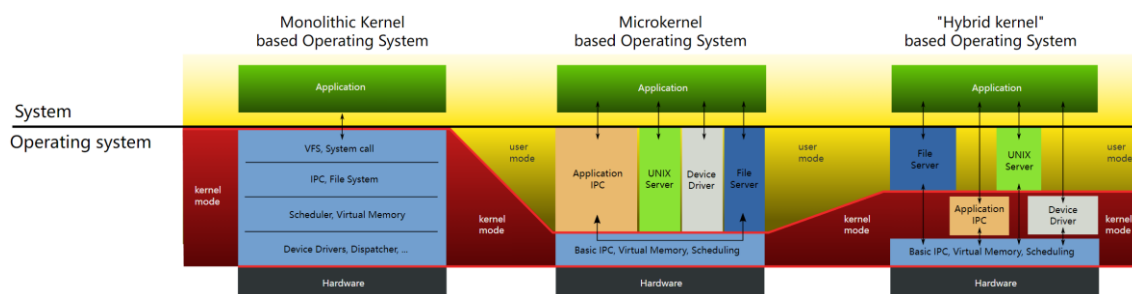 Monolithic Kernel
based Operating System
Microkernel
based Operating System
"Hybrid kernel"
based Operating System
Application
Application
Application
System
Operating system
kernel
mode
VFS, System call
IPC, File System
Scheduler, Virtual Memory
Device Drivers, Dispatcher, ...
Hardware
kernel
mode
user
mode
Application
IPC
UNIX
Server
Device
Driver
File
Server
Basic IPC, Virtual Memory, Scheduling
Hardware
user
mode
kernel
mode
File
Server
UNIX
Server
Application
IPC
Device
Driver
Basic IPC, Virtual Memory, Scheduling
Hardware
user
mode
kernel
mode